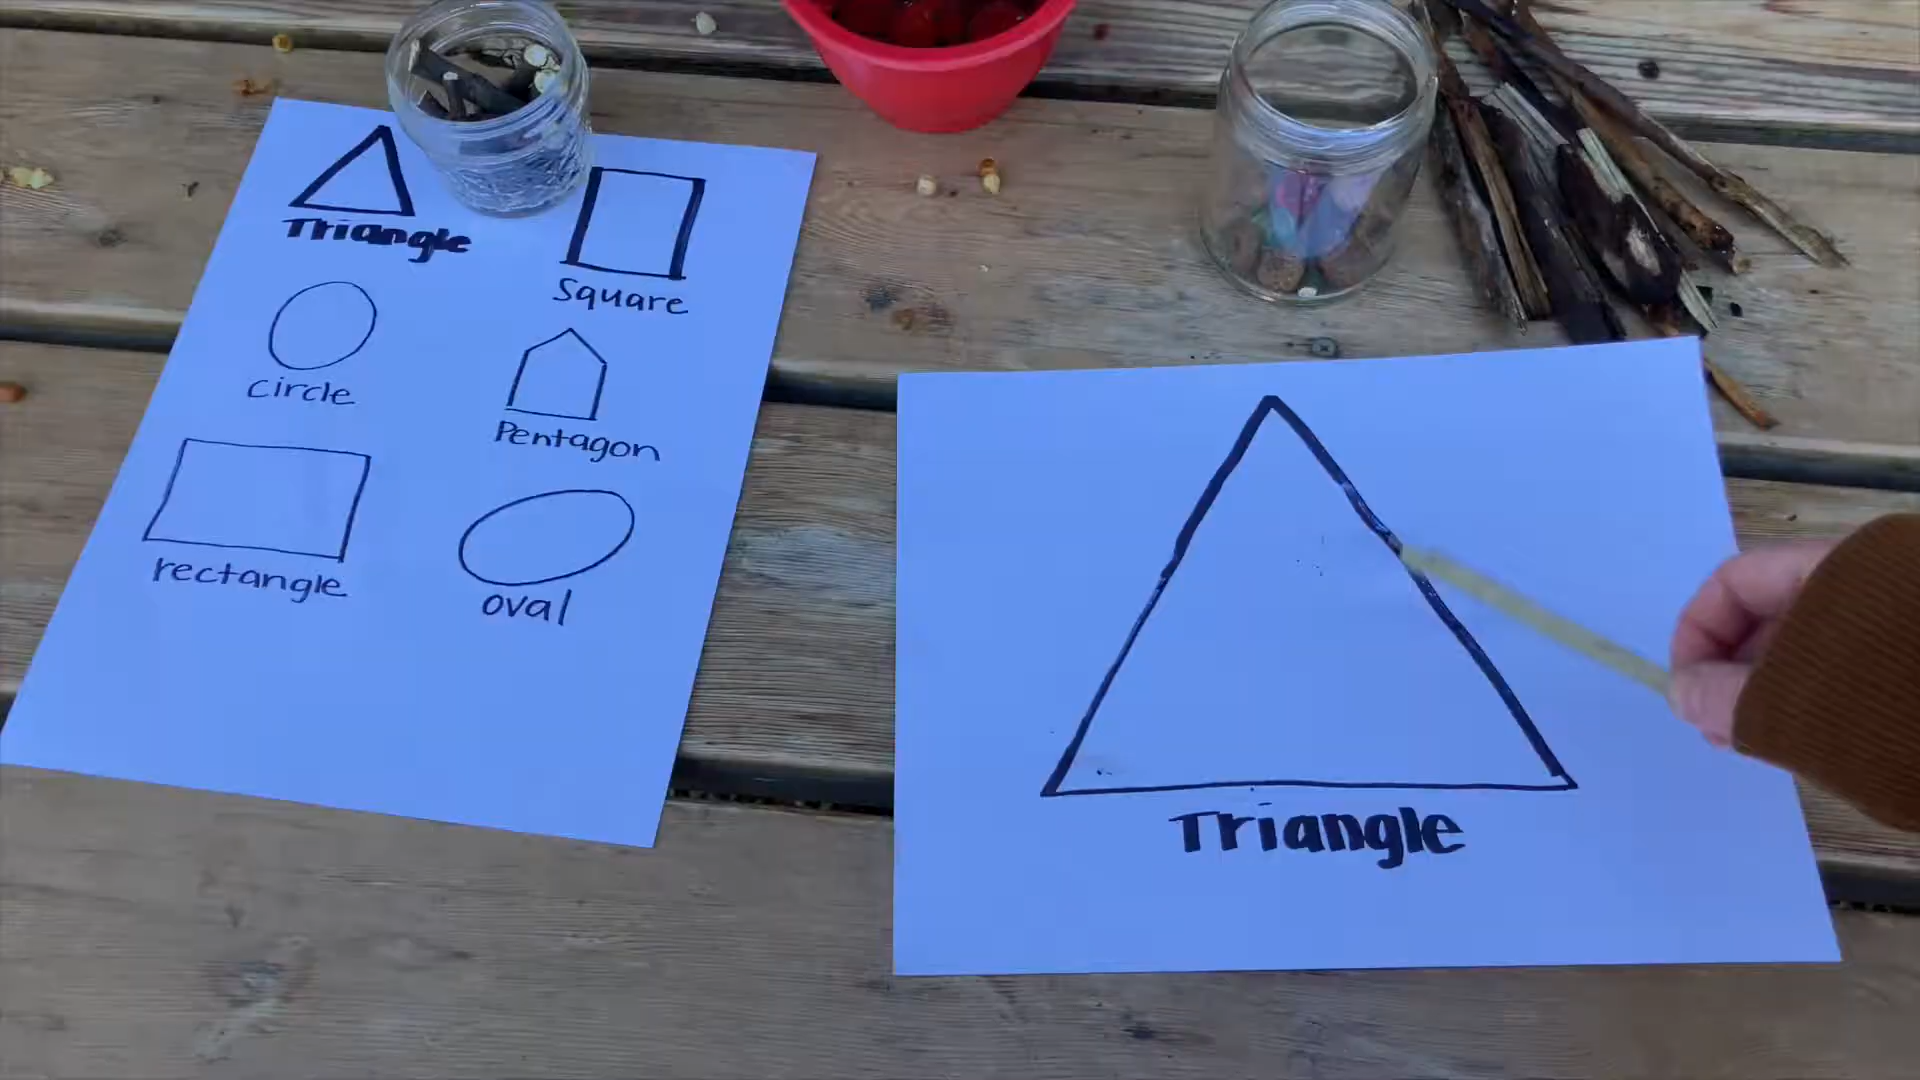 Triangle
Square
circle
Pentagon
rectangle
oval
Triangle